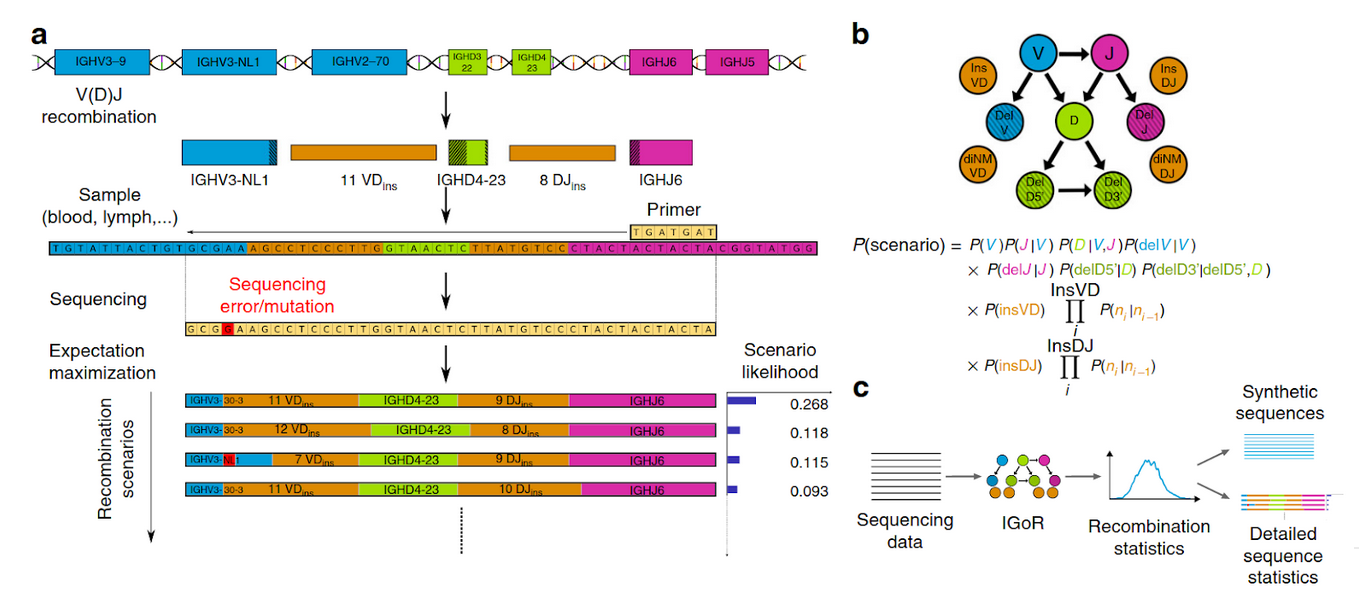 a
IGHV3–9
IGHV3-NL1
IGHV2–70
IGHD3
22
IGHD4
23
IGHJ6
IGHJ5
V(D)J
recombination
IGHV3-NL1
11 VDins
IGHD4-23
8 DJins
IGHJ6
Sample
(blood, lymph,...)
Primer
T G A T G A T
T G T A T T A C T G T G C G A A A G C C T C C C T T G G T A A C T C T T A T G T C C C T A C T A C T A C T A C G G T A T G G
Sequencing
Sequencing
error/mutation
G C G G A A G C C T C C C T T G G T A A C T C T T A T G T C C C T A C T A C T A C T A
Expectation
maximization
Scenario
likelihood
Recombination
scenarios
IGHV3- 30-3 11 VDins IGHD4-23 9 DJins IGHJ6 0.268
IGHV3- 30-3 12 VDins IGHD4-23 8 DJins IGHJ6 0.118
IGHV3- NL1 7 VDins IGHD4-23 9 DJins IGHJ6 0.115
IGHV3- 30-3 11 VDins IGHD4-23 10 DJins IGHJ6 0.093
b
V
J
Ins
VD
Ins
DJ
Del
V
D
Del
J
diNM
VD
diNM
DJ
Del
D5'
Del
D3'
P(scenario) = P(V)P(J|V) P(D|V,J)P(delV|V)
× P(delJ|J) P(delD5'|D) P(delD3'|delD5',D)
InsVD
× P(insVD) ∏ P(ni|ni−1)
i
InsDJ
× P(insDJ) ∏ P(ni|ni−1)
i
c
Sequencing
data
IGoR
Recombination
statistics
Synthetic
sequences
Detailed
sequence
statistics